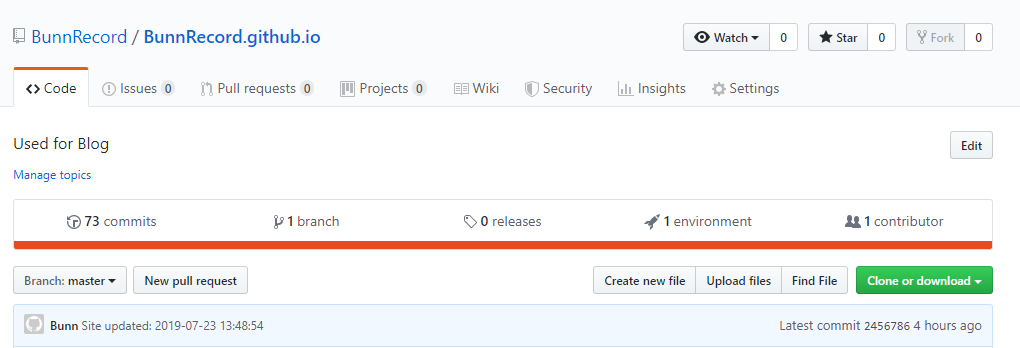 BunnRecord / BunnRecord.github.io Watch 0 Star 0 Fork 0
Code Issues 0 Pull requests 0 Projects 0 Wiki Security Insights Settings
Used for Blog Edit
Manage topics
73 commits 1 branch 0 releases 1 environment 1 contributor
Branch: master New pull request Create new file Upload files Find File Clone or download
Bunn Site updated: 2019-07-23 13:48:54 Latest commit 2456786 4 hours ago